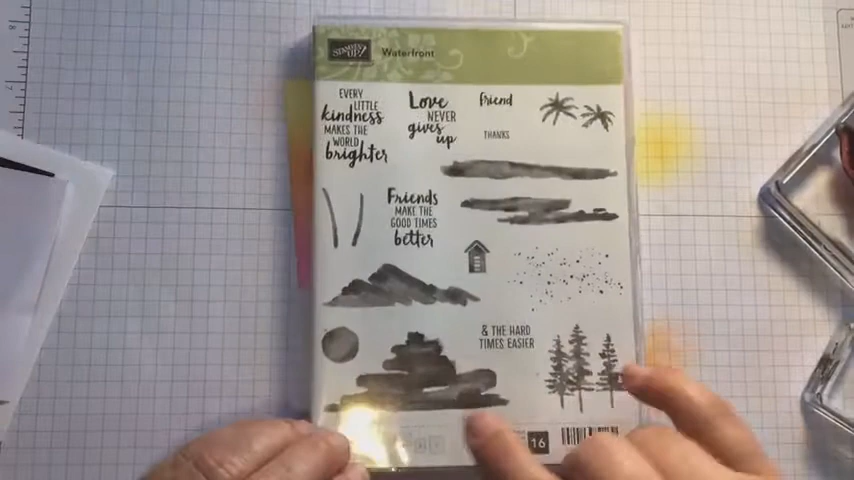 STAMPIN' UP!
Waterfront
EVERY
LITTLE
kindness
MAKES THE
WORLD
brighter
Love
NEVER
gives
up
friend
THANKS
Friends
MAKE THE
GOOD TIMES
better
& THE HARD
TIMES EASIER
16